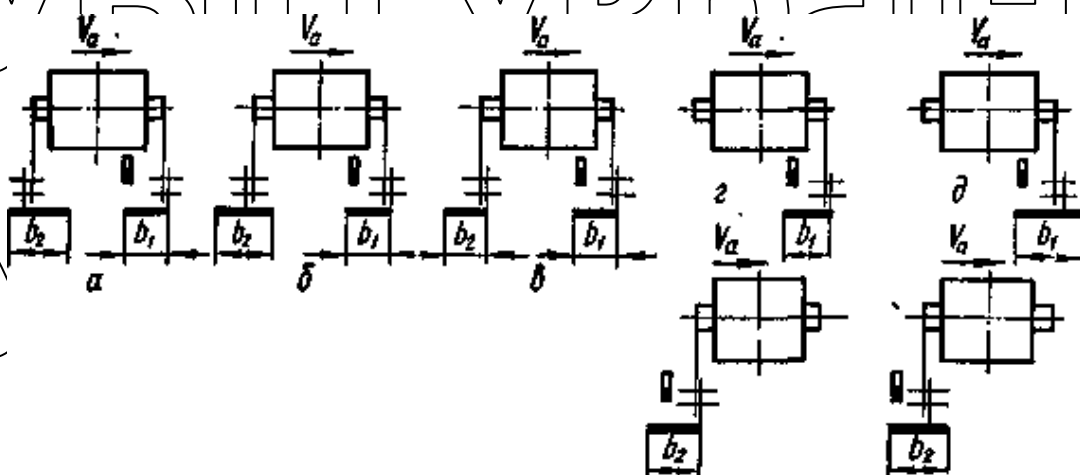 Va Va Va Va Va
г д
b₂ b₁ b₂ b₁ b₂ b₁ b₁ b₁
Va Va
а б в
b₂ b₂